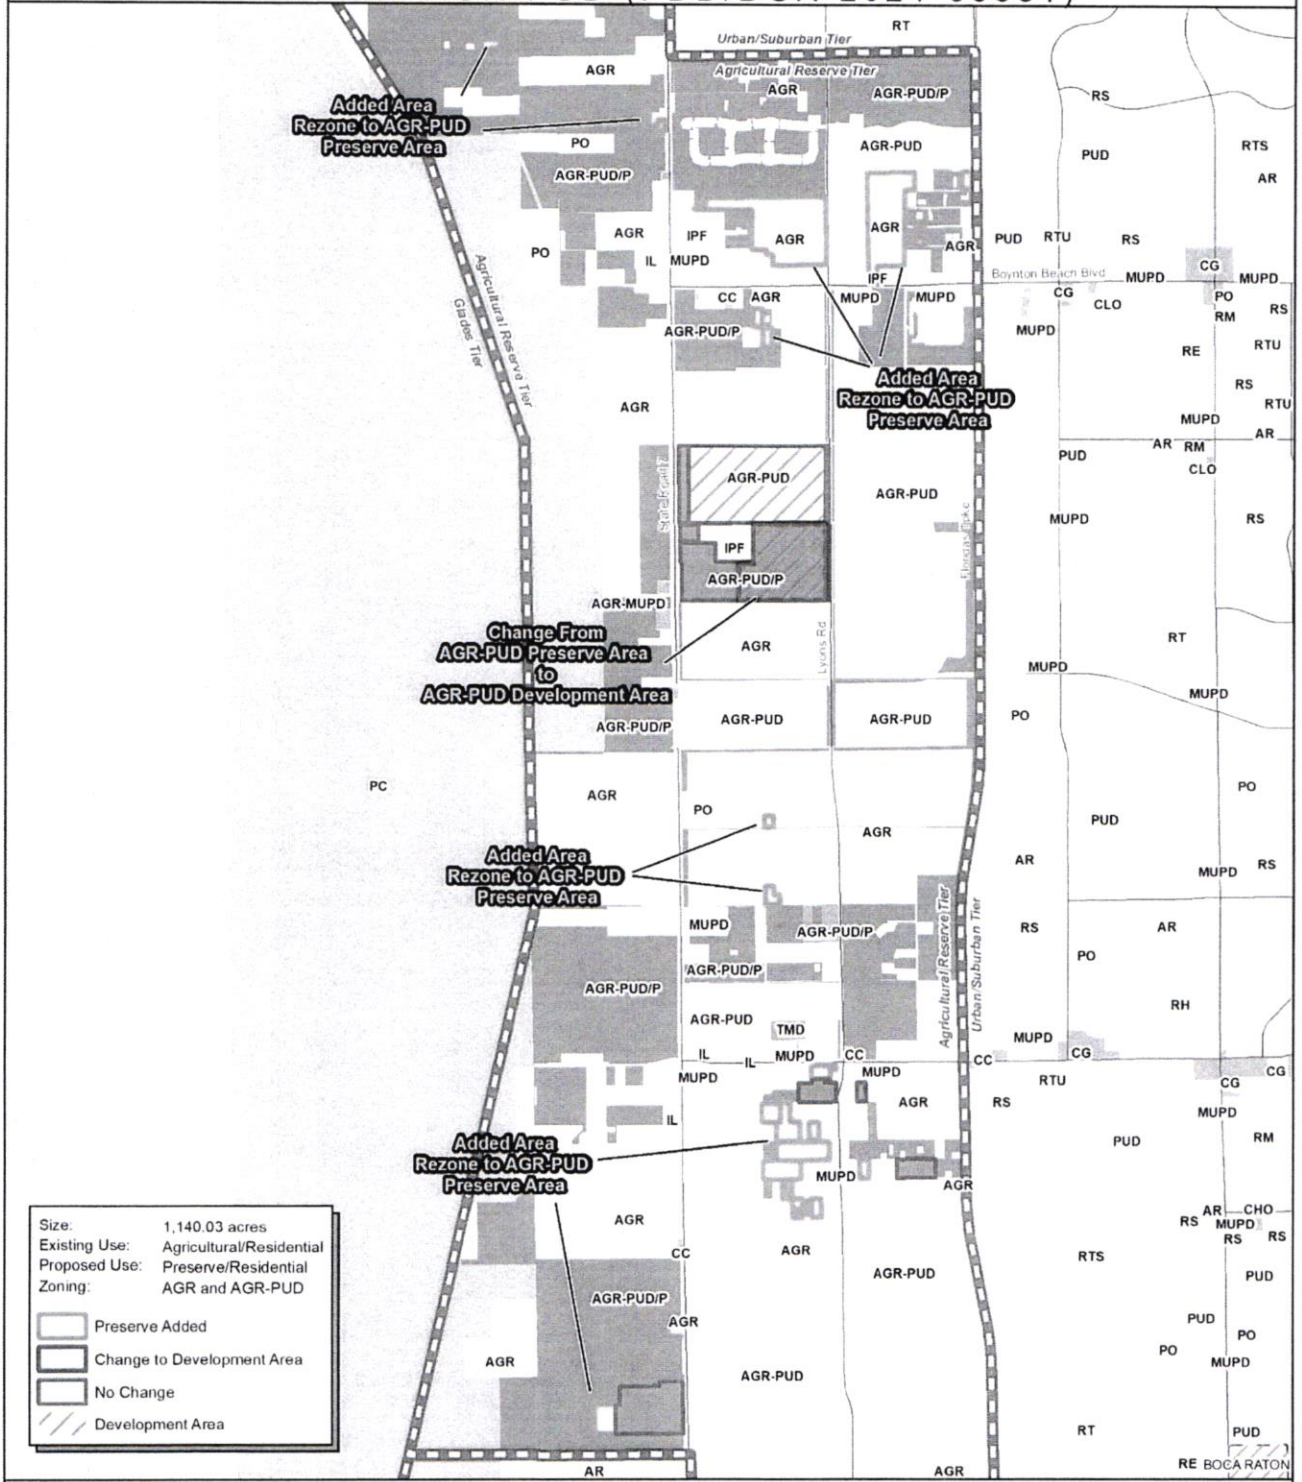 RT
Urban/Suburban Tier
Agricultural Reserve Tier
AGR
AGR
AGR-PUD/P
RS
Added Area
Rezone to AGR-PUD
Preserve Area
PO
AGR-PUD
PUD
RTS
AGR-PUD/P
AR
AGR
IPF
AGR
AGR
AGR
PUD
RTU
RS
PO
IL
MUPD
CG
Boynton Beach Blvd
MUPD
MUPD
IPF
CC
AGR
MUPD
MUPD
CG
CLO
PO
RM
RS
Agricultural Reserve Tier
Glades Tier
AGR-PUD/P
MUPD
RE
RTU
Added Area
Rezone to AGR-PUD
Preserve Area
RS
RTU
AGR
MUPD
AR
RM
AR
PUD
CLO
AGR-PUD
AGR-PUD
MUPD
RS
IPF
AGR-PUD/P
AGR-MUPD
Change From
AGR-PUD Preserve Area
to
AGR-PUD Development Area
AGR
Lyons Rd
RT
MUPD
MUPD
AGR-PUD/P
AGR-PUD
AGR-PUD
PO
PC
AGR
PO
PO
PUD
AGR
Added Area
Rezone to AGR-PUD
Preserve Area
AR
MUPD
RS
Agricultural Reserve Tier
Urban/Suburban Tier
MUPD
AGR-PUD/P
RS
AR
PO
AGR-PUD/P
AGR-PUD/P
RH
AGR-PUD
TMD
MUPD
IL
IL
MUPD
CC
CC
CG
MUPD
MUPD
CG
CG
RTU
AGR
RS
MUPD
IL
PUD
RM
Added Area
Rezone to AGR-PUD
Preserve Area
MUPD
AGR
AR
CHO
RS
MUPD
RS
RS
AGR
CC
AGR
RTS
AGR-PUD
PUD
AGR-PUD/P
AGR
PUD
PO
PO
MUPD
AGR
AGR-PUD
RT
PUD
RE
BOCA RATON
AR
AGR
Size: 1,140.03 acres
Existing Use: Agricultural/Residential
Proposed Use: Preserve/Residential
Zoning: AGR and AGR-PUD
Preserve Added
Change to Development Area
No Change
Development Area